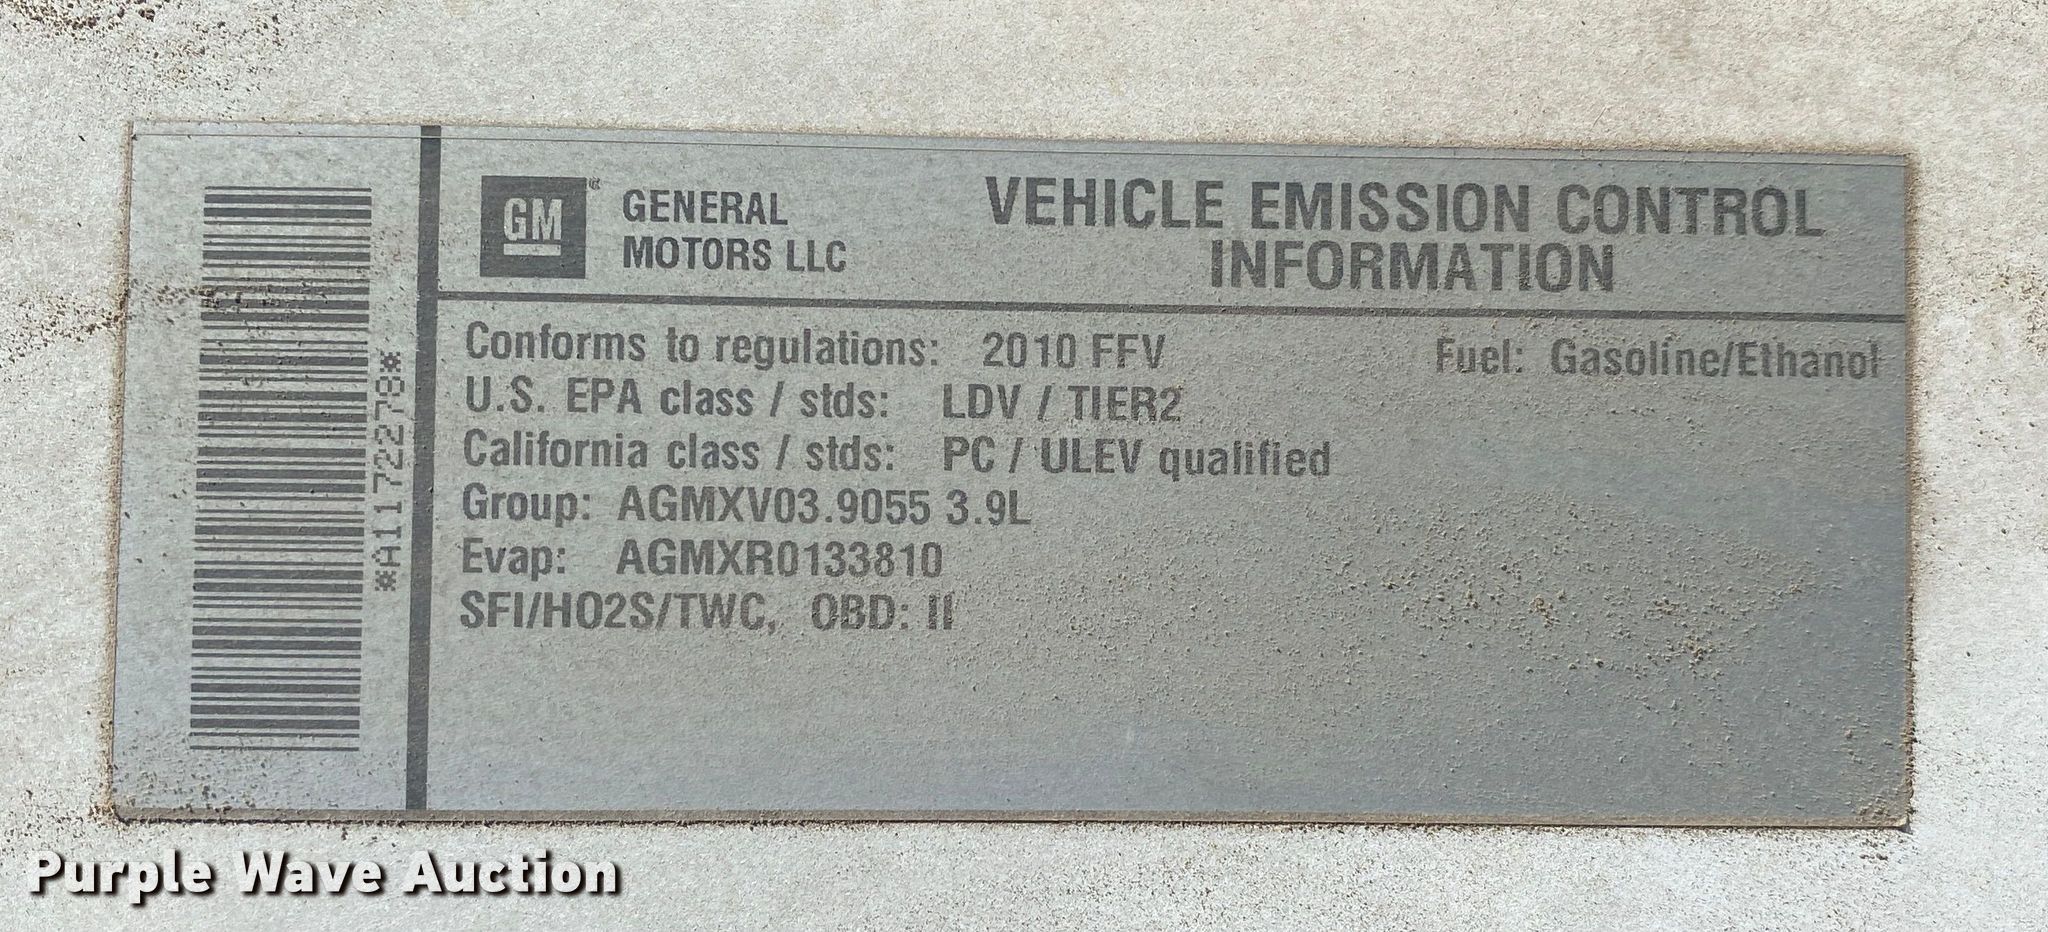 *A11722278*
GM
GENERAL
MOTORS LLC
VEHICLE EMISSION CONTROL
INFORMATION
Conforms to regulations: 2010 FFV Fuel: Gasoline/Ethanol
U.S. EPA class / stds: LDV / TIER2
California class / stds: PC / ULEV qualified
Group: AGMXV03.9055 3.9L
Evap: AGMXR0133810
SFI/HO2S/TWC, OBD: II
Purple Wave Auction